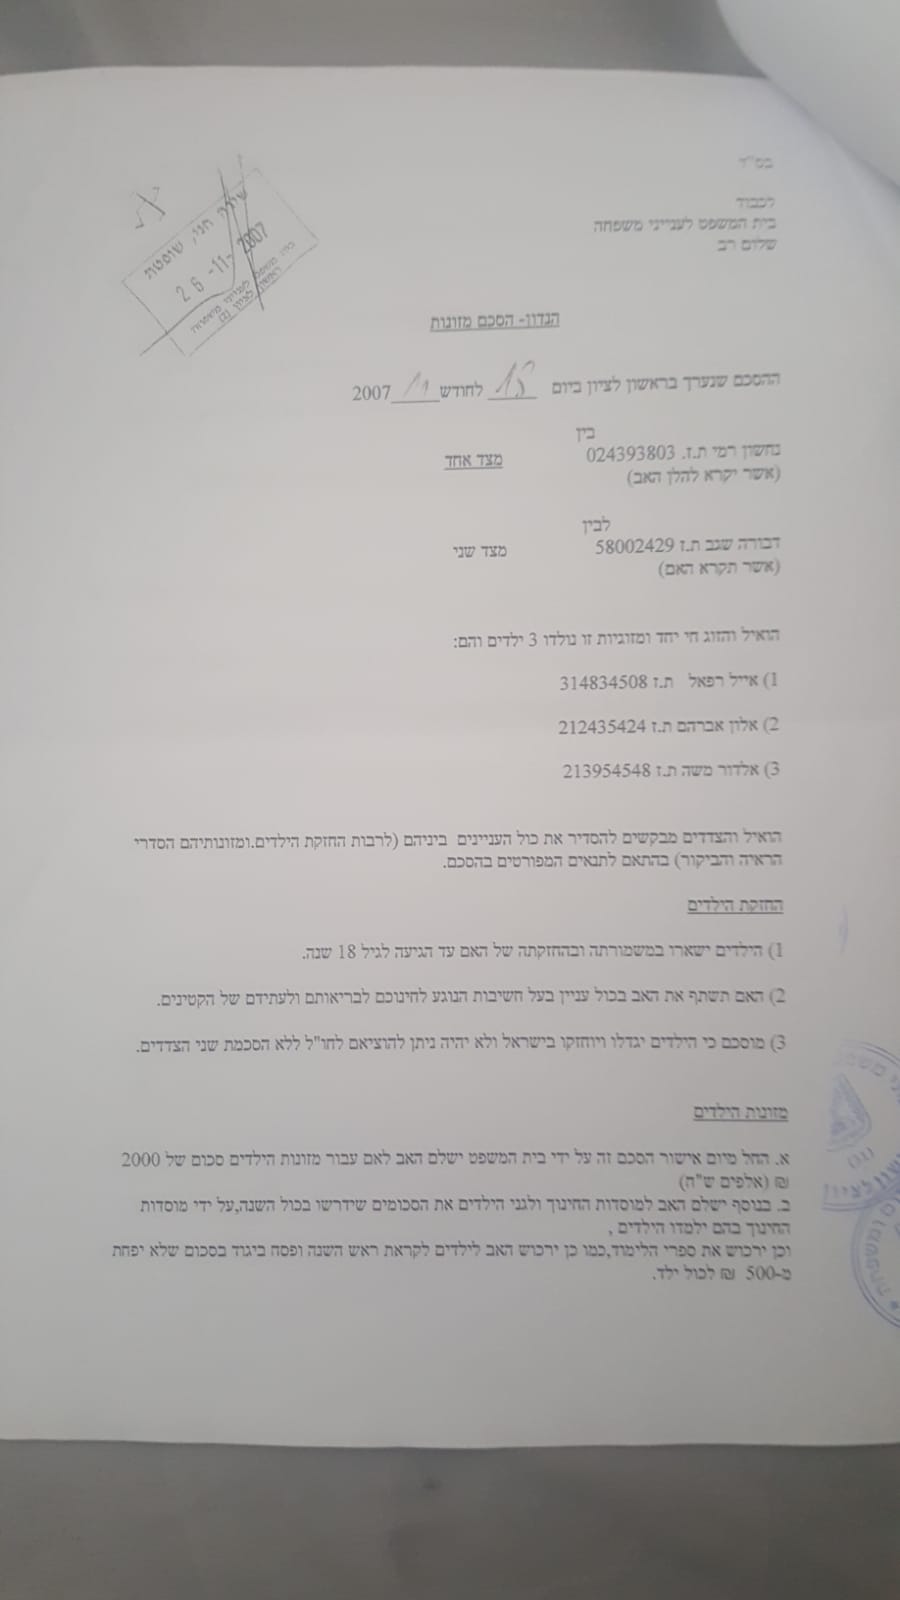 בס"ד
לכבוד
בית המשפט לענייני משפחה
שלום רב
שירה חני, שופטת
26-11-2007
בית משפט לענייני משפחה
ראשון לציון
הנדון- הסכם מזונות
ההסכם שנערך בראשון לציון ביום 18 לחודש 11 2007
בין
נחשון רמי ת.ז. 024393803 מצד אחד
(אשר יקרא להלן האב)
לבין
דבורה שגב ת.ז 58002429 מצד שני
(אשר תקרא האם)
הואיל והזוג חי יחד ומזוגיות זו נולדו 3 ילדים והם:
1) אייל רפאל ת.ז 314834508
2) אלון אברהם ת.ז 212435424
3) אלדור משה ת.ז 213954548
הואיל והצדדים מבקשים להסדיר את כול העניינים ביניהם (לרבות החזקת הילדים.ומזונותיהם הסדרי
הראיה והביקור) בהתאם לתנאים המפורטים בהסכם.
החזקת הילדים
1) הילדים ישארו במשמורתה ובהחזקתה של האם עד הגיעה לגיל 18 שנה.
2) האם תשתף את האב בכול עניין בעל חשיבות הנוגע לחינוכם לבריאותם ולעתידם של הקטינים.
3) מוסכם כי הילדים יגדלו ויוחזקו בישראל ולא יהיה ניתן להוציאם לחו"ל ללא הסכמת שני הצדדים.
מזונות הילדים
א. החל מיום אישור הסכם זה על ידי בית המשפט ישלם האב לאם עבור מזונות הילדים סכום של 2000
₪ (אלפים ש"ח)
ב. בנוסף ישלם האב למוסדות החינוך ולגני הילדים את הסכומים שידרשו בכול השנה,על ידי מוסדות
החינוך בהם ילמדו הילדים ,
וכן ירכוש את ספרי הלימוד,כמו כן ירכוש האב לילדים לקראת ראש השנה ופסח ביגוד בסכום שלא יפחת
מ-500 ₪ לכול ילד.